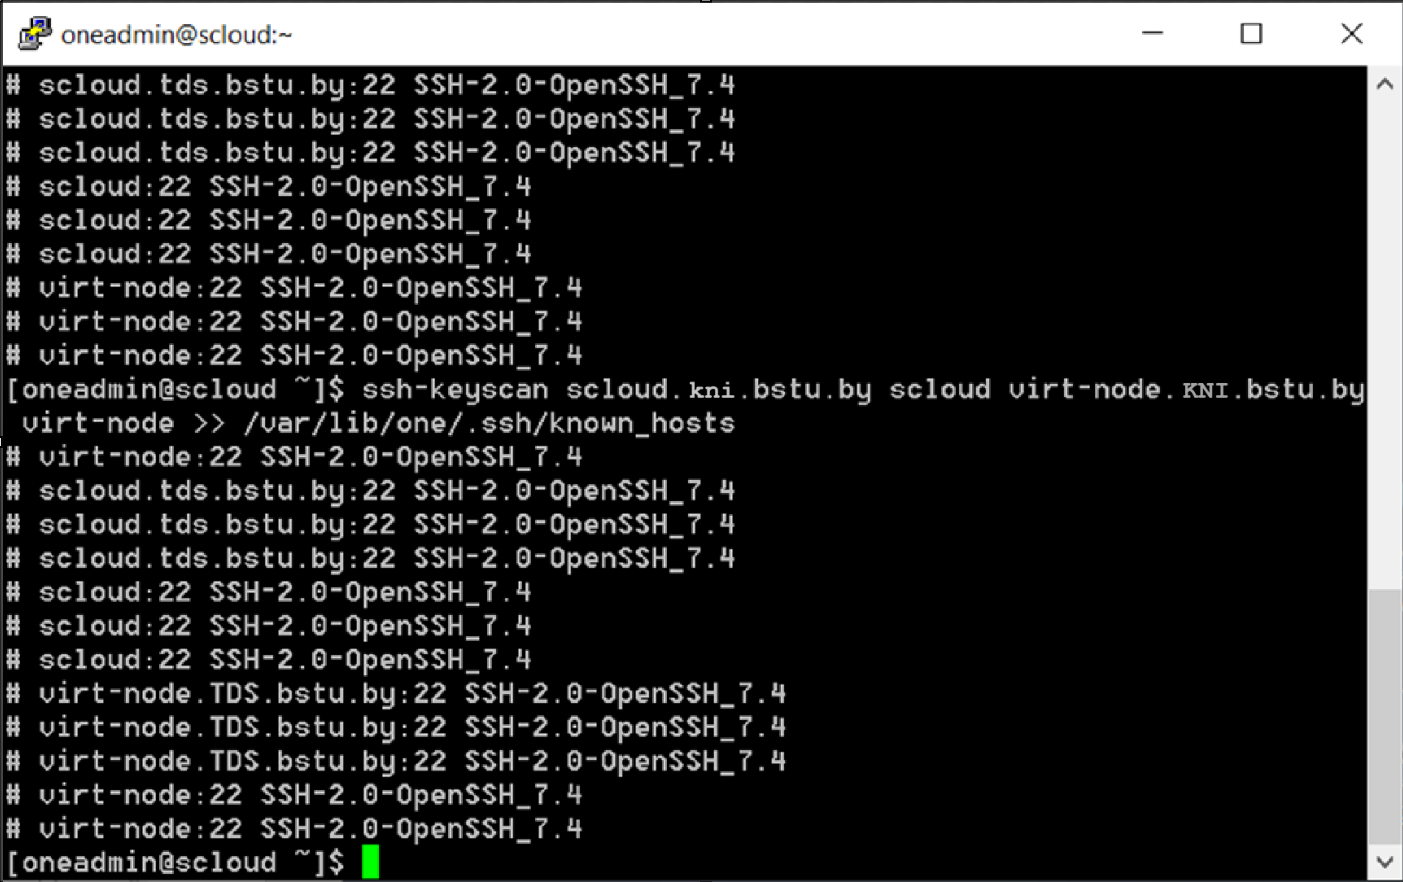 oneadmin@scloud:~
# scloud.tds.bstu.by:22 SSH-2.0-OpenSSH_7.4
# scloud.tds.bstu.by:22 SSH-2.0-OpenSSH_7.4
# scloud.tds.bstu.by:22 SSH-2.0-OpenSSH_7.4
# scloud:22 SSH-2.0-OpenSSH_7.4
# scloud:22 SSH-2.0-OpenSSH_7.4
# scloud:22 SSH-2.0-OpenSSH_7.4
# virt-node:22 SSH-2.0-OpenSSH_7.4
# virt-node:22 SSH-2.0-OpenSSH_7.4
# virt-node:22 SSH-2.0-OpenSSH_7.4
[oneadmin@scloud ~]$ ssh-keyscan scloud.kni.bstu.by scloud virt-node.KNI.bstu.by
virt-node >> /var/lib/one/.ssh/known_hosts
# virt-node:22 SSH-2.0-OpenSSH_7.4
# scloud.tds.bstu.by:22 SSH-2.0-OpenSSH_7.4
# scloud.tds.bstu.by:22 SSH-2.0-OpenSSH_7.4
# scloud.tds.bstu.by:22 SSH-2.0-OpenSSH_7.4
# scloud:22 SSH-2.0-OpenSSH_7.4
# scloud:22 SSH-2.0-OpenSSH_7.4
# scloud:22 SSH-2.0-OpenSSH_7.4
# virt-node.TDS.bstu.by:22 SSH-2.0-OpenSSH_7.4
# virt-node.TDS.bstu.by:22 SSH-2.0-OpenSSH_7.4
# virt-node.TDS.bstu.by:22 SSH-2.0-OpenSSH_7.4
# virt-node:22 SSH-2.0-OpenSSH_7.4
# virt-node:22 SSH-2.0-OpenSSH_7.4
[oneadmin@scloud ~]$